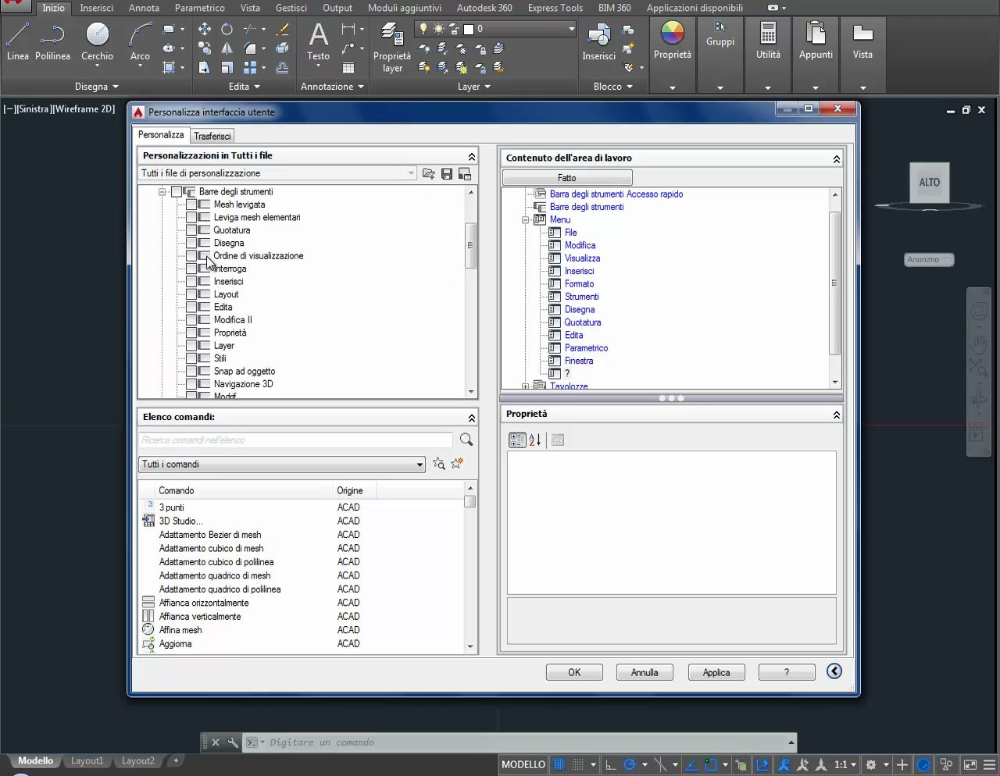 Inizio Inserisci Annota Parametrico Vista Gestisci Output Moduli aggiuntivi Autodesk 360 Express Tools BIM 360 Applicazioni disponibili
0
Linea Polilinea Cerchio Arco Testo Proprietà layer Inserisci Proprietà Gruppi Utilità Appunti Vista
Disegna Edita Annotazione Layer Blocco
[−][Sinistra][Wireframe 2D]
Personalizza interfaccia utente
Personalizza Trasferisci
Personalizzazioni in Tutti i file
Tutti i file di personalizzazione
Barre degli strumenti
Mesh levigata
Leviga mesh elementari
Quotatura
Disegna
Ordine di visualizzazione
Interroga
Inserisci
Layout
Edita
Modifica II
Proprietà
Layer
Stili
Snap ad oggetto
Navigazione 3D
Modif
Elenco comandi:
Ricerca comandi nell'elenco
Tutti i comandi
Comando Origine
3 3 punti ACAD
3D Studio... ACAD
Adattamento Bezier di mesh ACAD
Adattamento cubico di mesh ACAD
Adattamento cubico di polilinea ACAD
Adattamento quadrico di mesh ACAD
Adattamento quadrico di polilinea ACAD
Affianca orizzontalmente ACAD
Affianca verticalmente ACAD
Affina mesh ACAD
Aggiorna ACAD
Contenuto dell'area di lavoro
Fatto
Barra degli strumenti Accesso rapido
Barre degli strumenti
Menu
File
Modifica
Visualizza
Inserisci
Formato
Strumenti
Disegna
Quotatura
Edita
Parametrico
Finestra
?
Tavolozze
Proprietà
A
Z
OK Annulla Applica ?
ALTO
Anonimo
Digitare un comando
Modello Layout1 Layout2 +
MODELLO 1:1